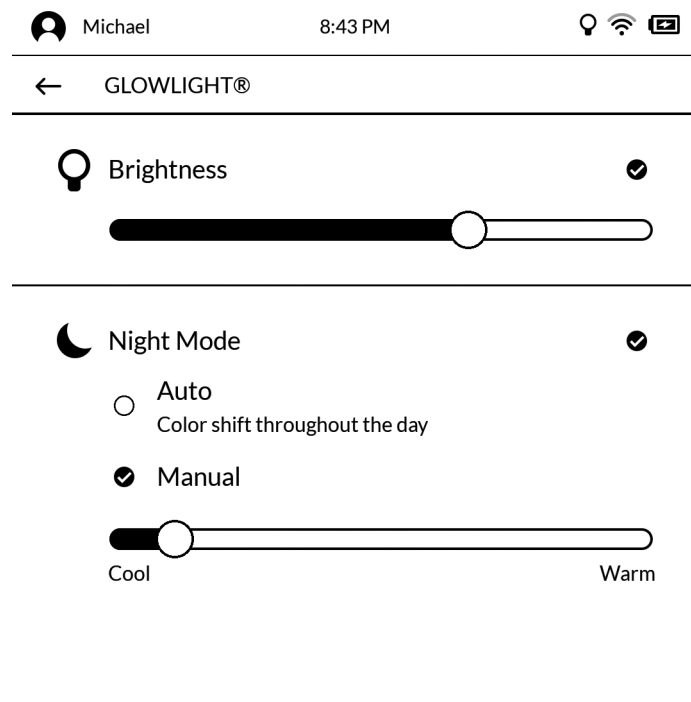 Michael 8:43 PM
GLOWLIGHT®
Brightness
Night Mode
Auto
Color shift throughout the day
Manual
Cool Warm